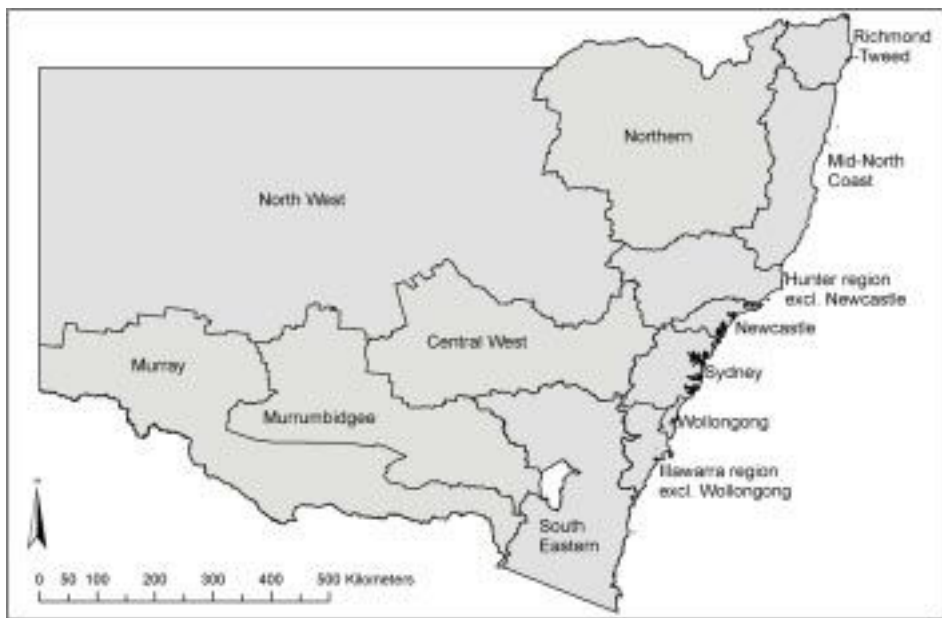 Richmond
-Tweed
Northern
Mid-North
Coast
North West
Hunter region
excl. Newcastle
Newcastle
Central West
Murray
Sydney
Murrumbidgee
Wollongong
Illawarra region
excl. Wollongong
South
Eastern
0 50 100 200 300 400 500 Kilometers